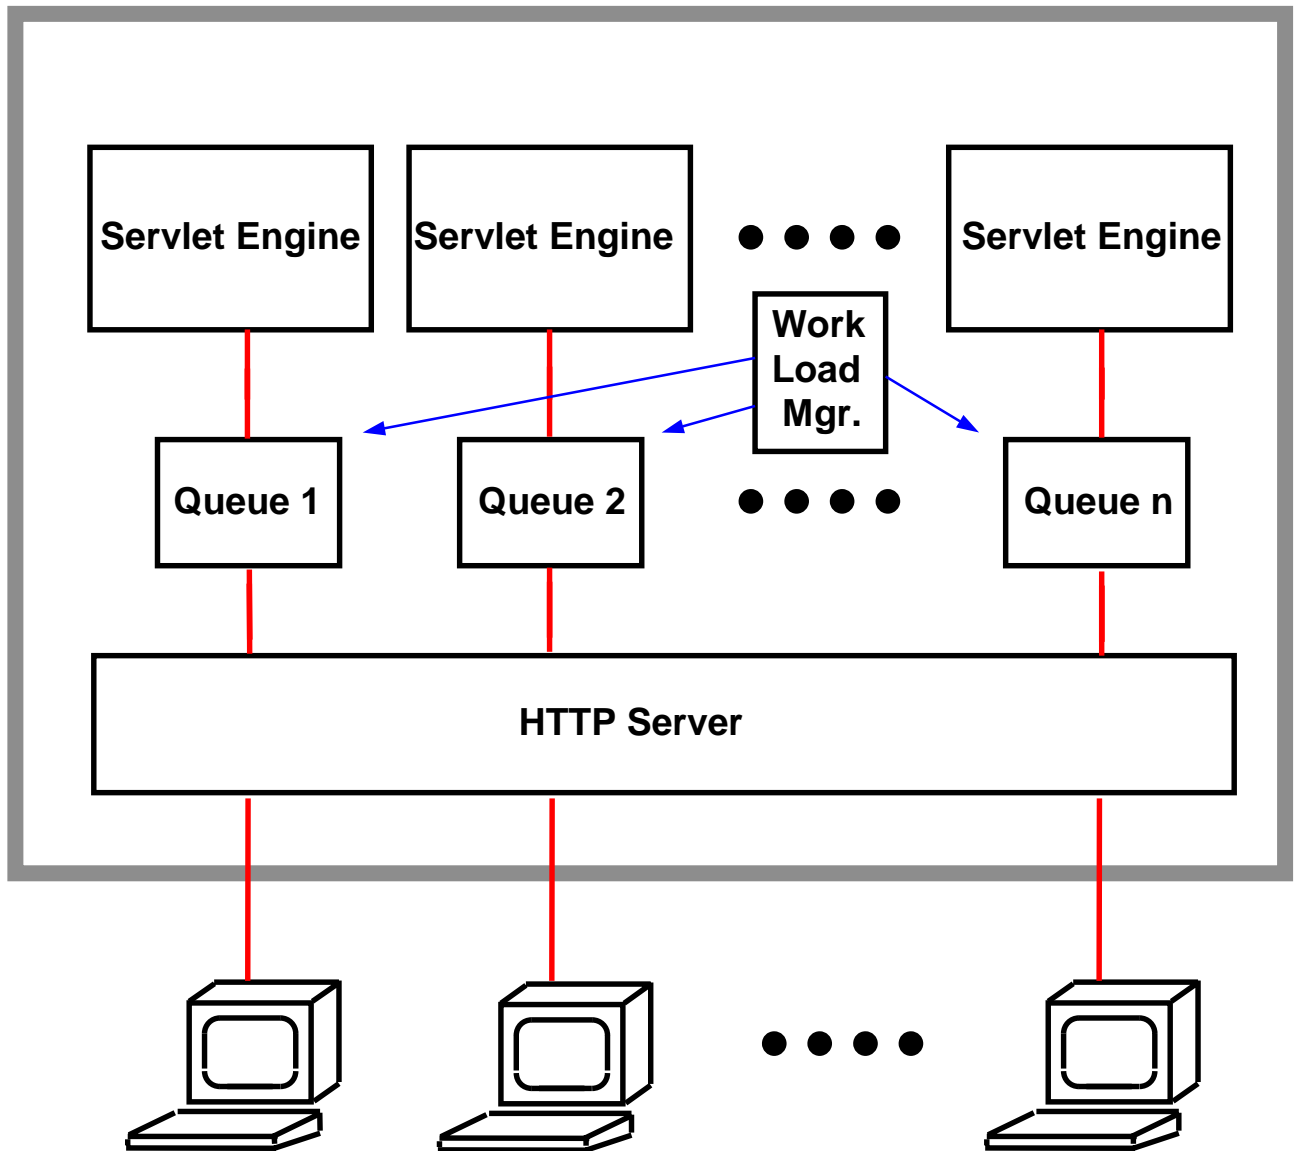 Servlet Engine
Servlet Engine
Servlet Engine
Work
Load
Mgr.
Queue 1
Queue 2
Queue n
HTTP Server